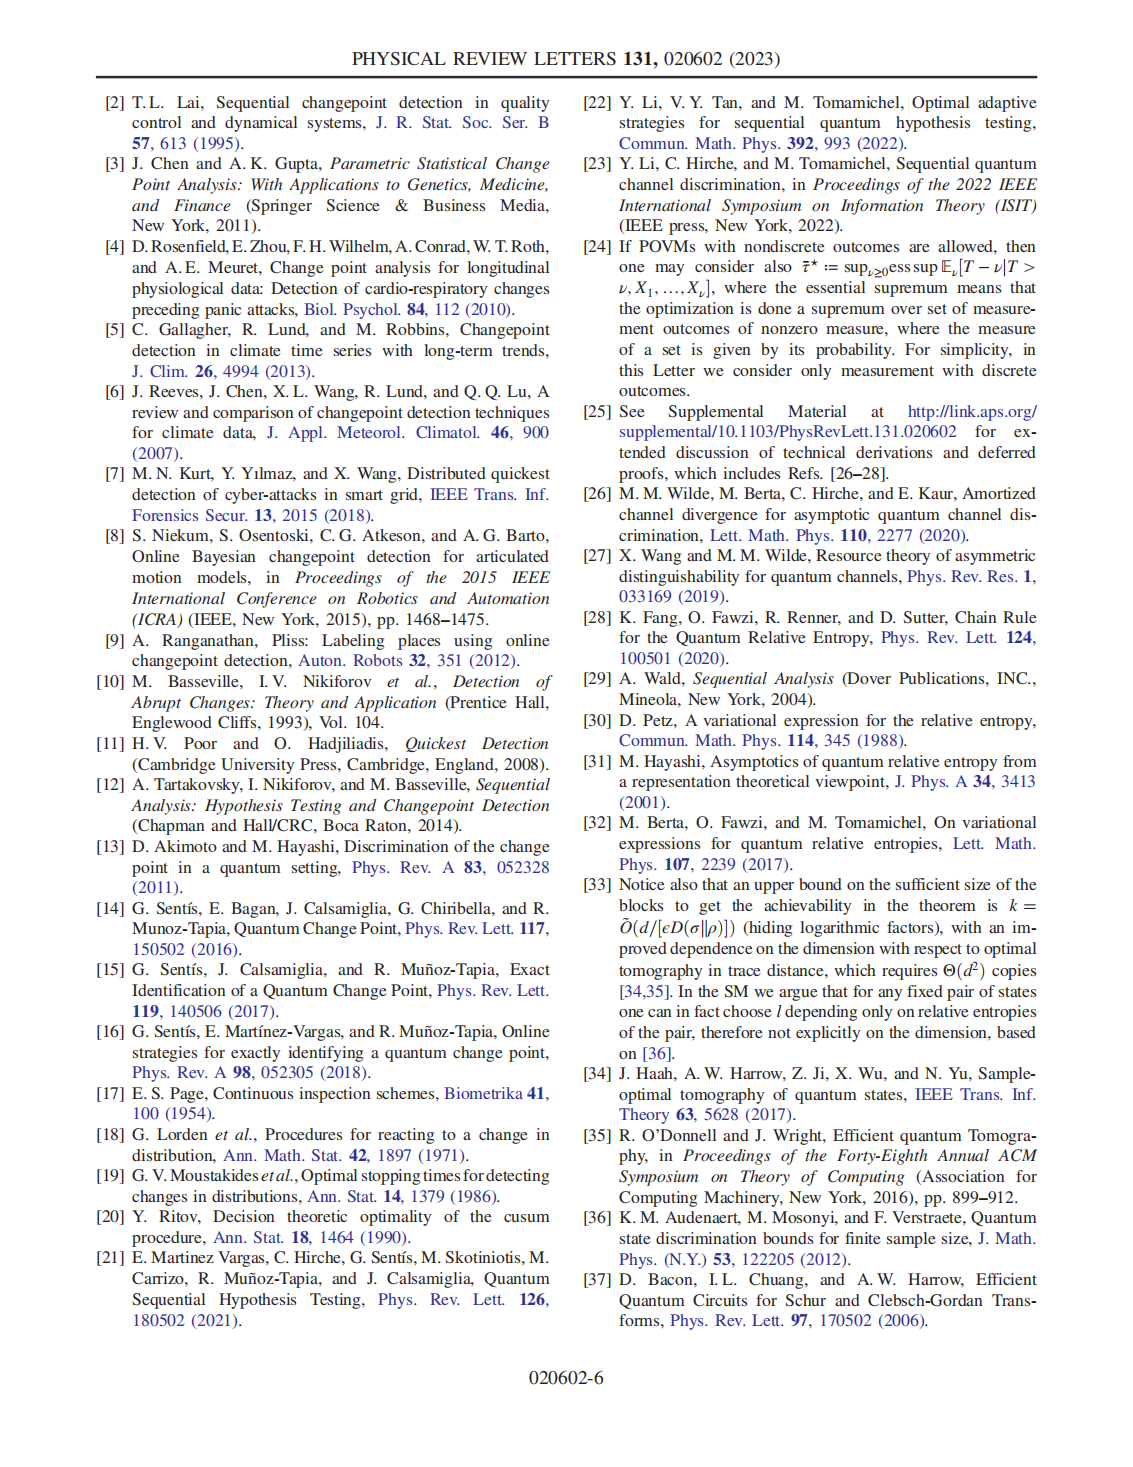 PHYSICAL REVIEW LETTERS 131, 020602 (2023)
[2] T. L. Lai, Sequential changepoint detection in quality
control and dynamical systems, J. R. Stat. Soc. Ser. B
57, 613 (1995).
[3] J. Chen and A. K. Gupta, Parametric Statistical Change
Point Analysis: With Applications to Genetics, Medicine,
and Finance (Springer Science & Business Media,
New York, 2011).
[4] D. Rosenfield, E. Zhou, F. H. Wilhelm, A. Conrad, W. T. Roth,
and A. E. Meuret, Change point analysis for longitudinal
physiological data: Detection of cardio-respiratory changes
preceding panic attacks, Biol. Psychol. 84, 112 (2010).
[5] C. Gallagher, R. Lund, and M. Robbins, Changepoint
detection in climate time series with long-term trends,
J. Clim. 26, 4994 (2013).
[6] J. Reeves, J. Chen, X. L. Wang, R. Lund, and Q. Q. Lu, A
review and comparison of changepoint detection techniques
for climate data, J. Appl. Meteorol. Climatol. 46, 900
(2007).
[7] M. N. Kurt, Y. Yılmaz, and X. Wang, Distributed quickest
detection of cyber-attacks in smart grid, IEEE Trans. Inf.
Forensics Secur. 13, 2015 (2018).
[8] S. Niekum, S. Osentoski, C. G. Atkeson, and A. G. Barto,
Online Bayesian changepoint detection for articulated
motion models, in Proceedings of the 2015 IEEE
International Conference on Robotics and Automation
(ICRA) (IEEE, New York, 2015), pp. 1468–1475.
[9] A. Ranganathan, Pliss: Labeling places using online
changepoint detection, Auton. Robots 32, 351 (2012).
[10] M. Basseville, I. V. Nikiforov et al., Detection of
Abrupt Changes: Theory and Application (Prentice Hall,
Englewood Cliffs, 1993), Vol. 104.
[11] H. V. Poor and O. Hadjiliadis, Quickest Detection
(Cambridge University Press, Cambridge, England, 2008).
[12] A. Tartakovsky, I. Nikiforov, and M. Basseville, Sequential
Analysis: Hypothesis Testing and Changepoint Detection
(Chapman and Hall/CRC, Boca Raton, 2014).
[13] D. Akimoto and M. Hayashi, Discrimination of the change
point in a quantum setting, Phys. Rev. A 83, 052328
(2011).
[14] G. Sentís, E. Bagan, J. Calsamiglia, G. Chiribella, and R.
Munoz-Tapia, Quantum Change Point, Phys. Rev. Lett. 117,
150502 (2016).
[15] G. Sentís, J. Calsamiglia, and R. Muñoz-Tapia, Exact
Identification of a Quantum Change Point, Phys. Rev. Lett.
119, 140506 (2017).
[16] G. Sentís, E. Martínez-Vargas, and R. Muñoz-Tapia, Online
strategies for exactly identifying a quantum change point,
Phys. Rev. A 98, 052305 (2018).
[17] E. S. Page, Continuous inspection schemes, Biometrika 41,
100 (1954).
[18] G. Lorden et al., Procedures for reacting to a change in
distribution, Ann. Math. Stat. 42, 1897 (1971).
[19] G. V. Moustakides et al., Optimal stopping times for detecting
changes in distributions, Ann. Stat. 14, 1379 (1986).
[20] Y. Ritov, Decision theoretic optimality of the cusum
procedure, Ann. Stat. 18, 1464 (1990).
[21] E. Martinez Vargas, C. Hirche, G. Sentís, M. Skotiniotis, M.
Carrizo, R. Muñoz-Tapia, and J. Calsamiglia, Quantum
Sequential Hypothesis Testing, Phys. Rev. Lett. 126,
180502 (2021).
[22] Y. Li, V. Y. Tan, and M. Tomamichel, Optimal adaptive
strategies for sequential quantum hypothesis testing,
Commun. Math. Phys. 392, 993 (2022).
[23] Y. Li, C. Hirche, and M. Tomamichel, Sequential quantum
channel discrimination, in Proceedings of the 2022 IEEE
International Symposium on Information Theory (ISIT)
(IEEE press, New York, 2022).
[24] If POVMs with nondiscrete outcomes are allowed, then
one may consider also τ̄* ≔ sup_{ν≥0} ess sup 𝔼_ν[T − ν|T >
ν, X₁, …, X_ν], where the essential supremum means that
the optimization is done a supremum over set of measure-
ment outcomes of nonzero measure, where the measure
of a set is given by its probability. For simplicity, in
this Letter we consider only measurement with discrete
outcomes.
[25] See Supplemental Material at http://link.aps.org/
supplemental/10.1103/PhysRevLett.131.020602 for ex-
tended discussion of technical derivations and deferred
proofs, which includes Refs. [26–28].
[26] M. M. Wilde, M. Berta, C. Hirche, and E. Kaur, Amortized
channel divergence for asymptotic quantum channel dis-
crimination, Lett. Math. Phys. 110, 2277 (2020).
[27] X. Wang and M. M. Wilde, Resource theory of asymmetric
distinguishability for quantum channels, Phys. Rev. Res. 1,
033169 (2019).
[28] K. Fang, O. Fawzi, R. Renner, and D. Sutter, Chain Rule
for the Quantum Relative Entropy, Phys. Rev. Lett. 124,
100501 (2020).
[29] A. Wald, Sequential Analysis (Dover Publications, INC.,
Mineola, New York, 2004).
[30] D. Petz, A variational expression for the relative entropy,
Commun. Math. Phys. 114, 345 (1988).
[31] M. Hayashi, Asymptotics of quantum relative entropy from
a representation theoretical viewpoint, J. Phys. A 34, 3413
(2001).
[32] M. Berta, O. Fawzi, and M. Tomamichel, On variational
expressions for quantum relative entropies, Lett. Math.
Phys. 107, 2239 (2017).
[33] Notice also that an upper bound on the sufficient size of the
blocks to get the achievability in the theorem is k =
Õ(d/[ϵD(σ‖ρ)]) (hiding logarithmic factors), with an im-
proved dependence on the dimension with respect to optimal
tomography in trace distance, which requires Θ(d²) copies
[34,35]. In the SM we argue that for any fixed pair of states
one can in fact choose l depending only on relative entropies
of the pair, therefore not explicitly on the dimension, based
on [36].
[34] J. Haah, A. W. Harrow, Z. Ji, X. Wu, and N. Yu, Sample-
optimal tomography of quantum states, IEEE Trans. Inf.
Theory 63, 5628 (2017).
[35] R. O'Donnell and J. Wright, Efficient quantum Tomogra-
phy, in Proceedings of the Forty-Eighth Annual ACM
Symposium on Theory of Computing (Association for
Computing Machinery, New York, 2016), pp. 899–912.
[36] K. M. Audenaert, M. Mosonyi, and F. Verstraete, Quantum
state discrimination bounds for finite sample size, J. Math.
Phys. (N.Y.) 53, 122205 (2012).
[37] D. Bacon, I. L. Chuang, and A. W. Harrow, Efficient
Quantum Circuits for Schur and Clebsch-Gordan Trans-
forms, Phys. Rev. Lett. 97, 170502 (2006).
020602-6